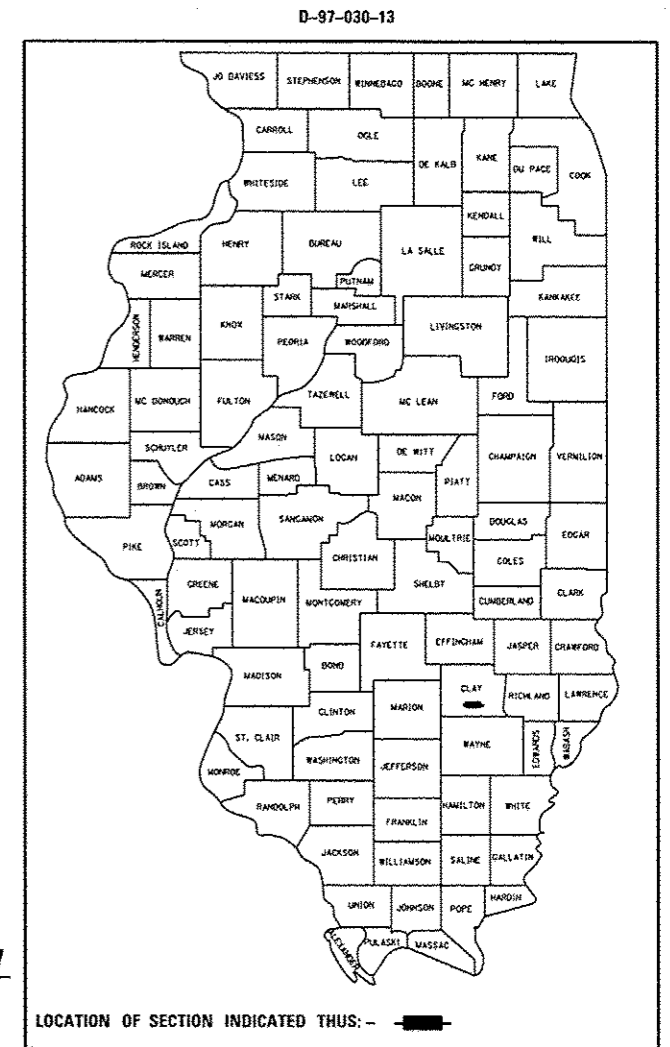 D-97-030-13
JO DAVIESS STEPHENSON WINNEBAGO BOONE MC HENRY LAKE
CARROLL OGLE DE KALB KANE DU PAGE COOK
WHITESIDE LEE
KENDALL WILL
ROCK ISLAND HENRY BUREAU LA SALLE GRUNDY
MERCER PUTNAM KANKAKEE
STARK MARSHALL
HENDERSON WARREN KNOX PEORIA WOODFORD LIVINGSTON IROQUOIS
HANCOCK MC DONOUGH FULTON TAZEWELL MC LEAN FORD
SCHUYLER MASON LOGAN DE WITT CHAMPAIGN VERMILION
ADAMS BROWN CASS MENARD MACON PIATT
PIKE SCOTT MORGAN SANGAMON MOULTRIE DOUGLAS EDGAR
CHRISTIAN COLES
CALHOUN GREENE MACOUPIN MONTGOMERY SHELBY CUMBERLAND CLARK
JERSEY FAYETTE EFFINGHAM JASPER CRAWFORD
MADISON BOND
CLAY RICHLAND LAWRENCE
CLINTON MARION
ST. CLAIR WAYNE EDWARDS WABASH
MONROE WASHINGTON JEFFERSON
RANDOLPH PERRY HAMILTON WHITE
FRANKLIN
JACKSON WILLIAMSON SALINE GALLATIN
UNION JOHNSON POPE HARDIN
ALEXANDER PULASKI MASSAC
LOCATION OF SECTION INDICATED THUS: -